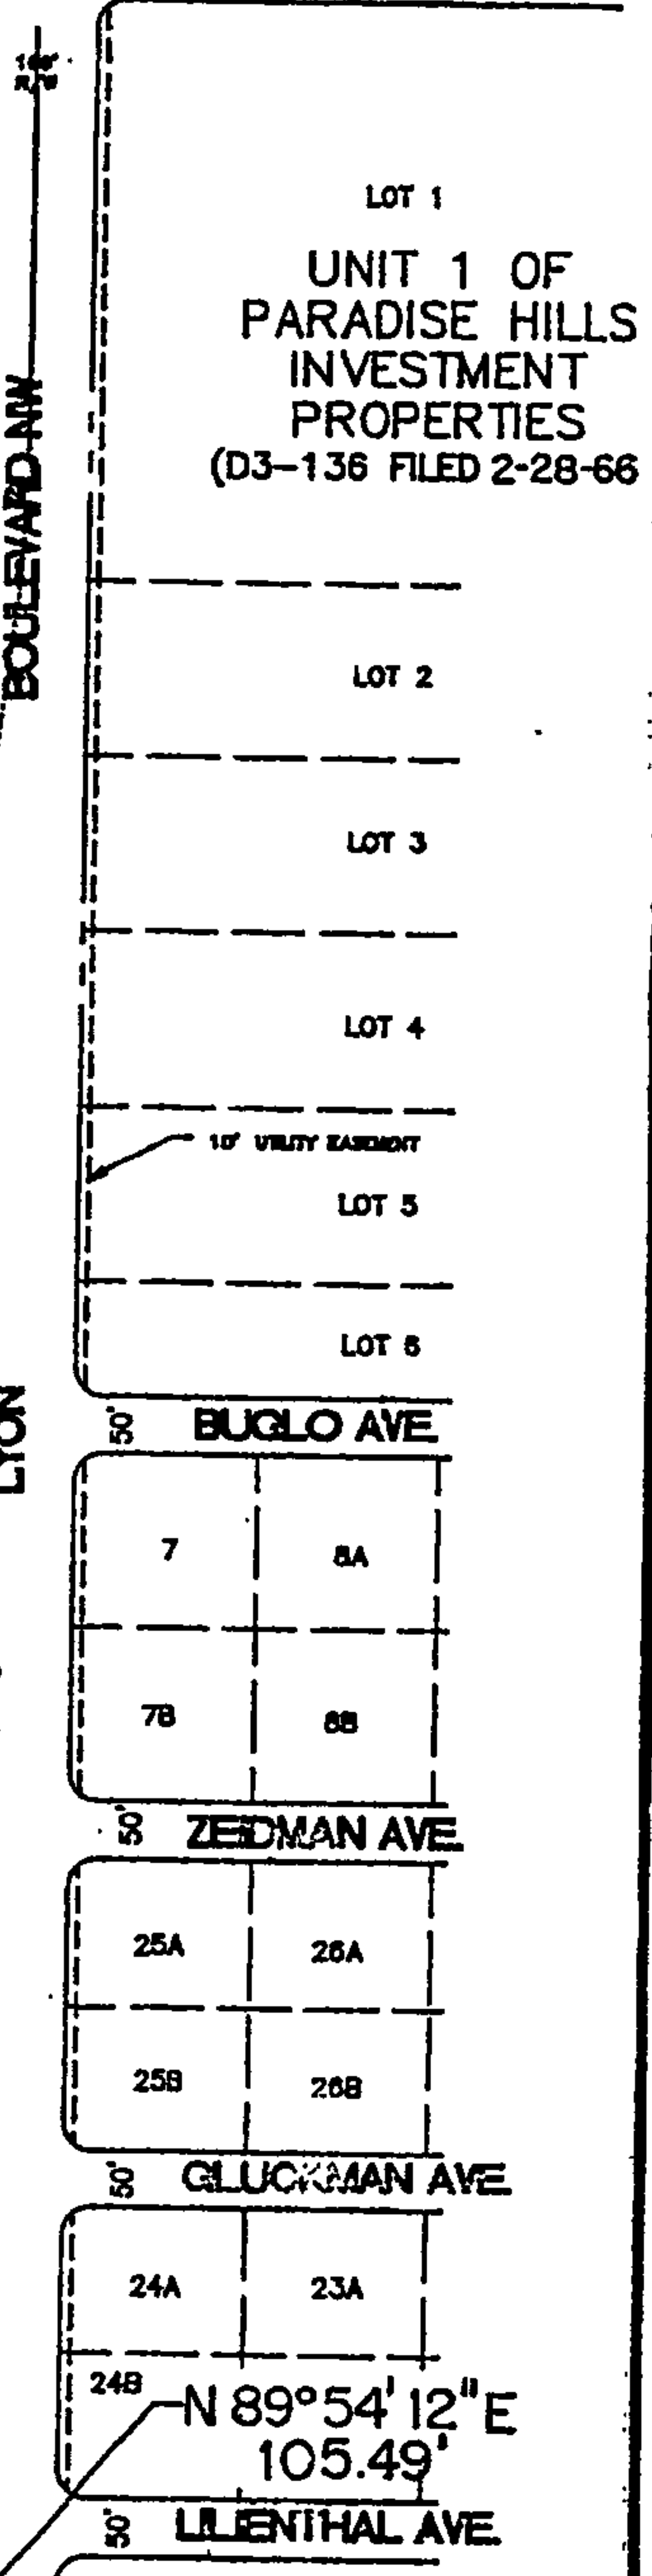 100'
R/W
LOT 1
UNIT 1 OF
PARADISE HILLS
INVESTMENT
PROPERTIES
(D3-136 FILED 2-28-66
BOULEVARD NW
LOT 2
LOT 3
LOT 4
10' UTILITY EASEMENT
LOT 5
LOT 6
LYON
50' BUGLO AVE.
7 8A
7B 8B
50' ZEIDMAN AVE.
25A 26A
25B 26B
50' GLUCKMAN AVE.
24A 23A
24B
N 89°54'12"E
105.49'
50' LILIENTHAL AVE.